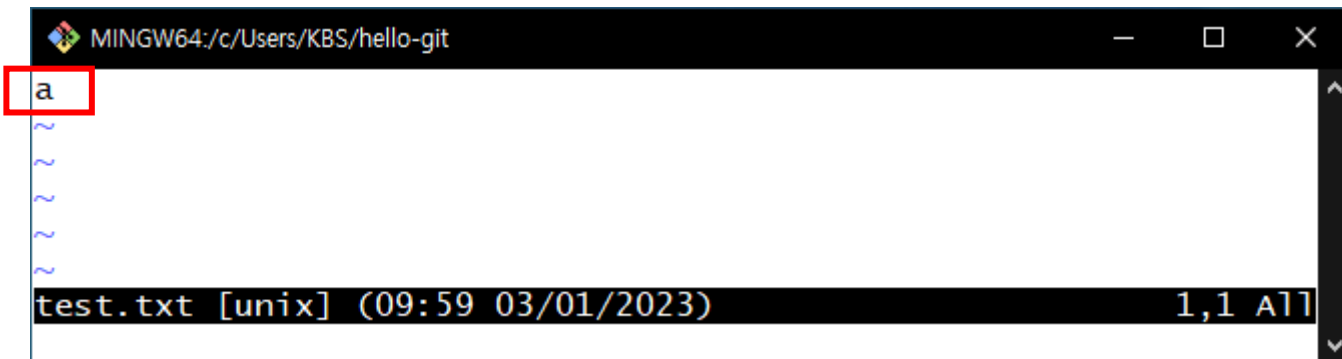 MINGW64:/c/Users/KBS/hello-git
a
~
~
~
~
~
test.txt [unix] (09:59 03/01/2023) 1,1 All